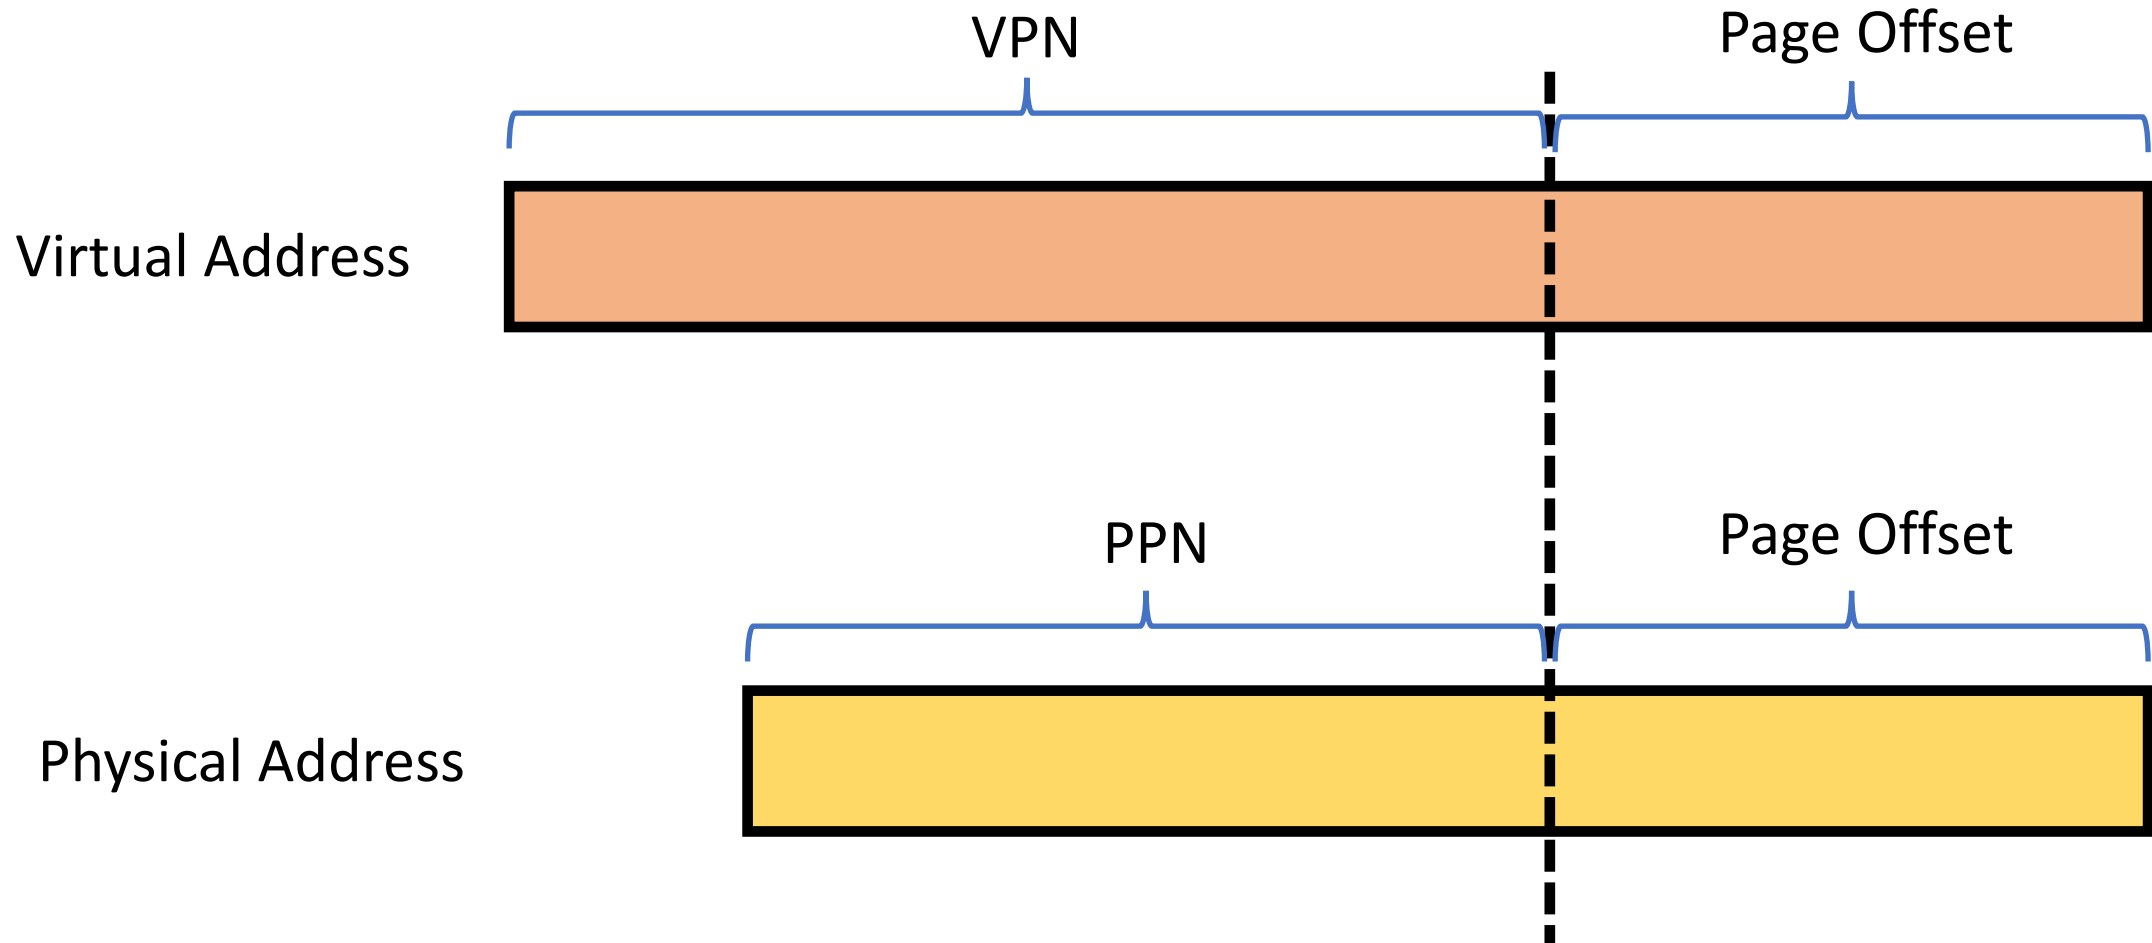 VPN
Page Offset
Virtual Address
PPN
Page Offset
Physical Address